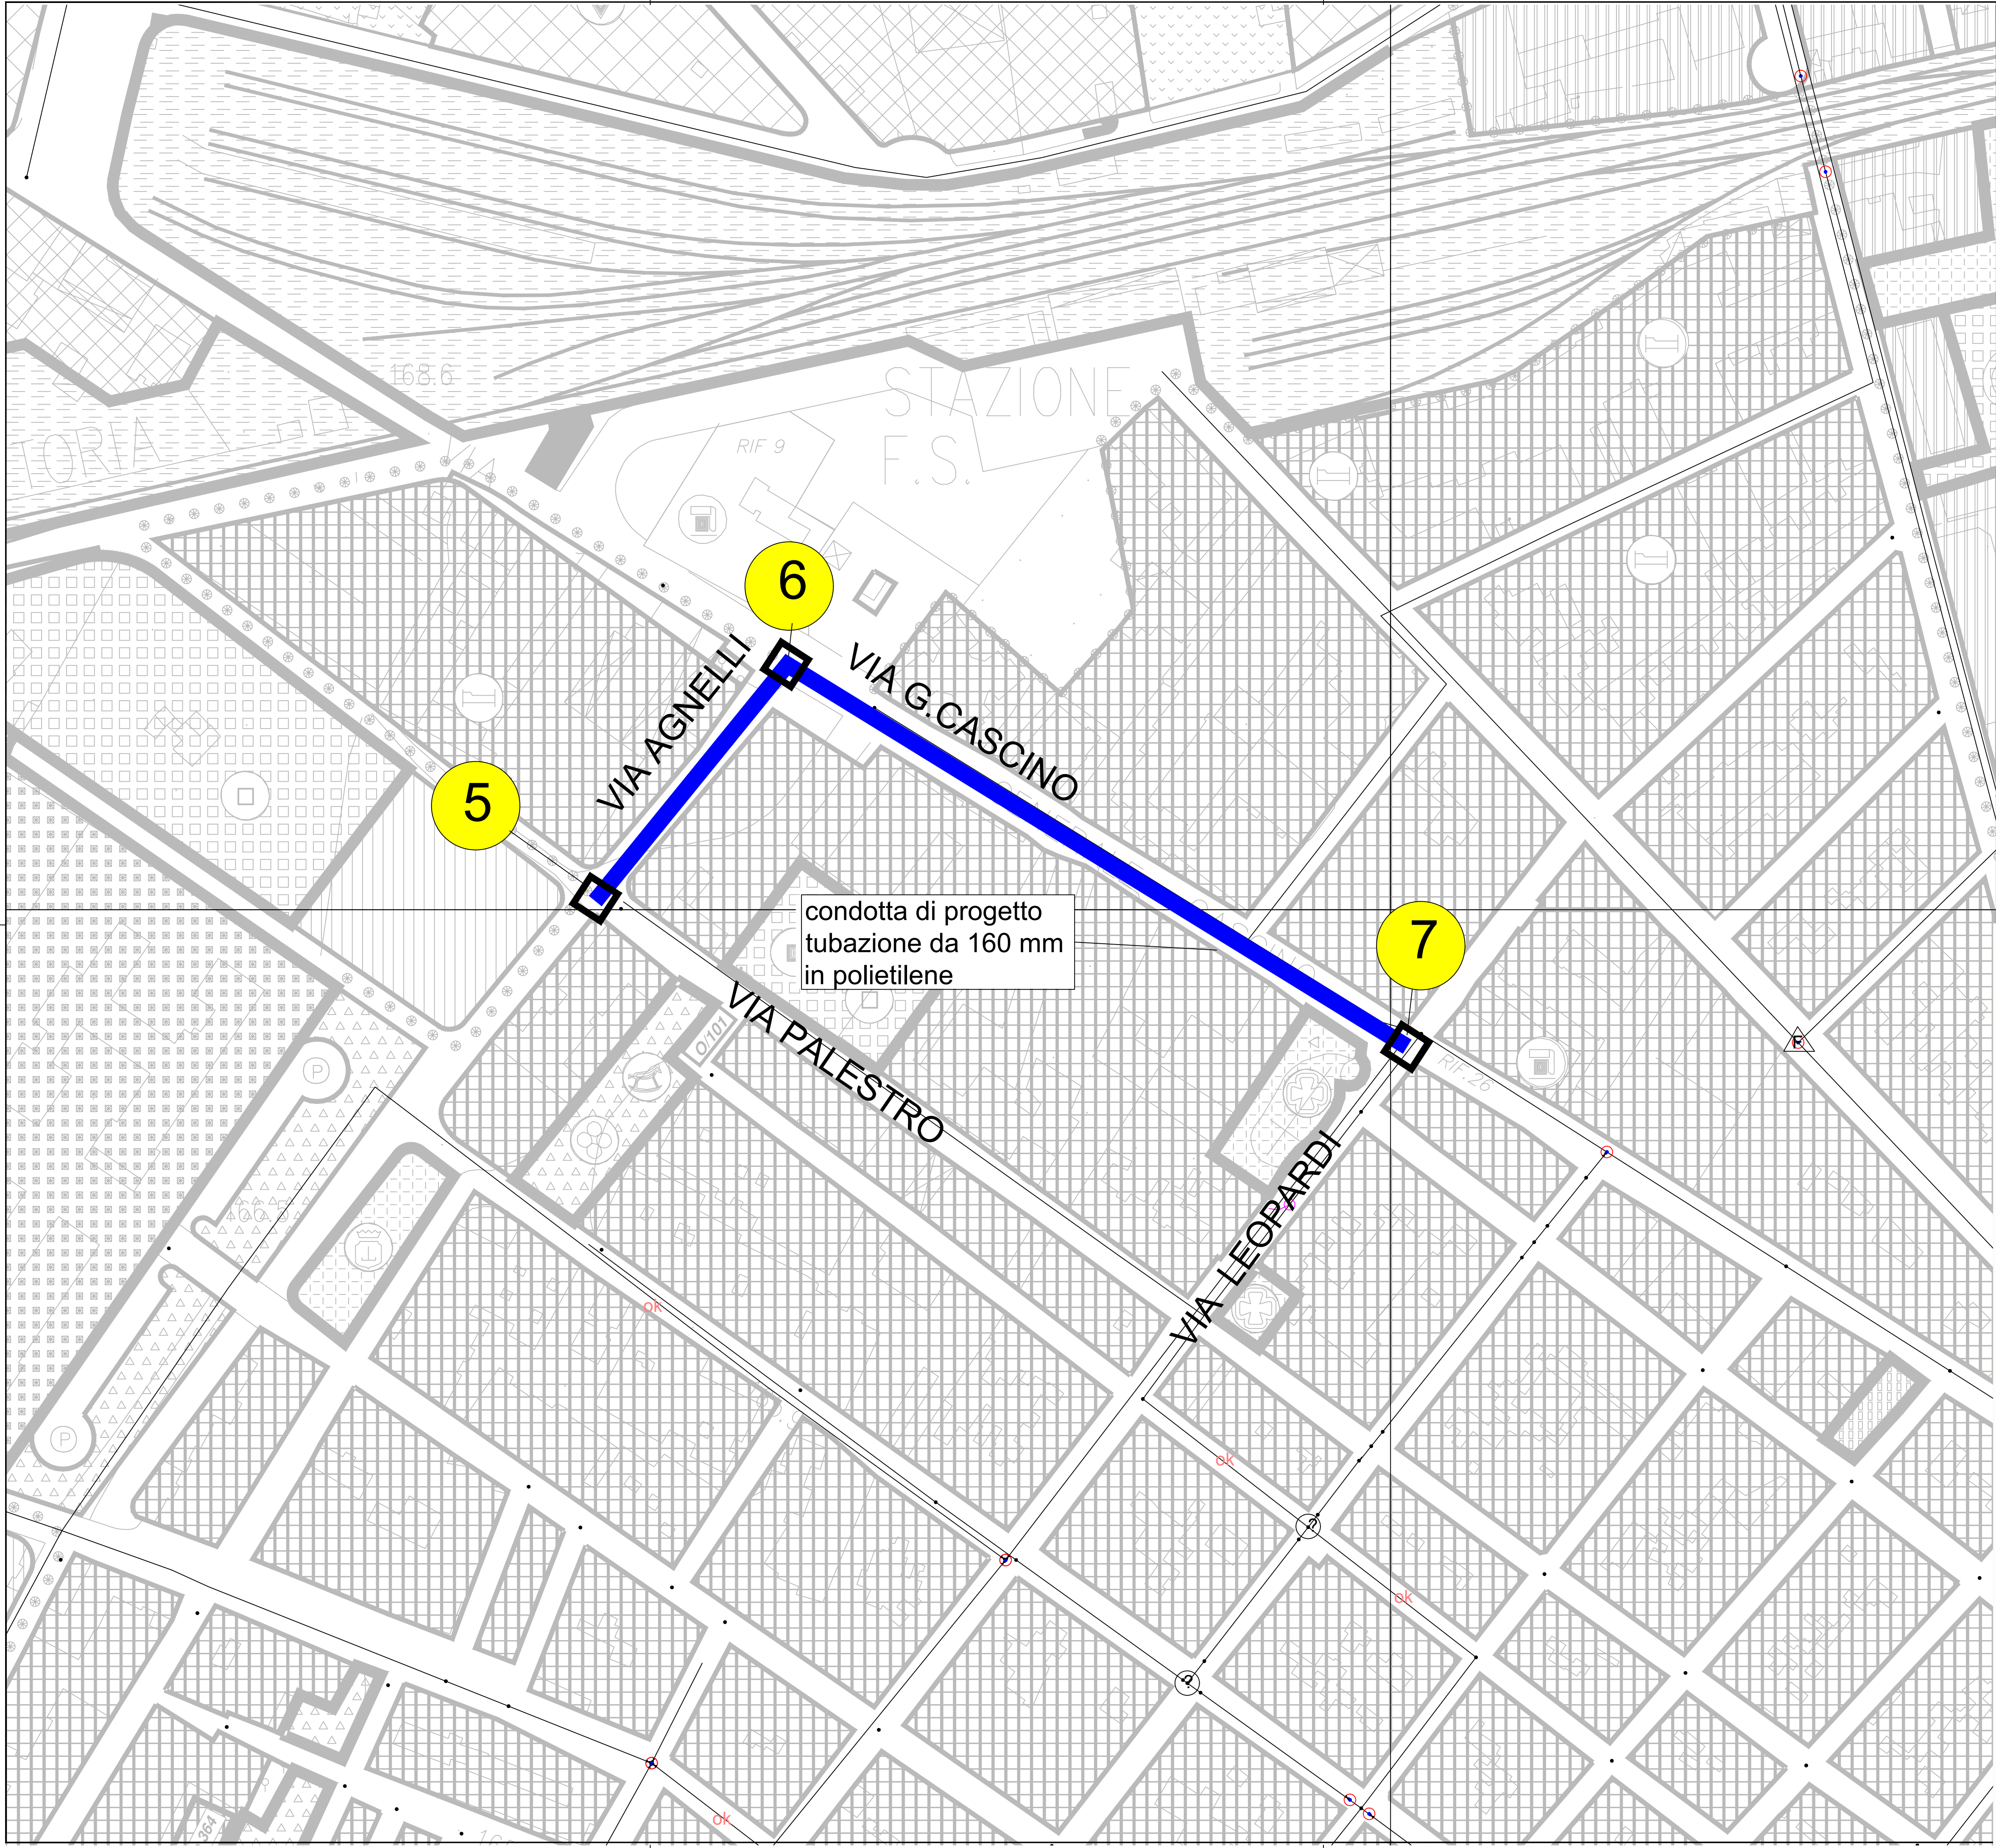 168.6
TORIA
STAZIONE
F.S.
RIF 9
6
VIA AGNELLI
VIA G.CASCINO
5
condotta di progetto
tubazione da 160 mm
in polietilene
7
VIA PALESTRO
O/101
RIF.26
E
P
VIA LEOPARDI
ok
ok
P
?
ok
?
ok
364